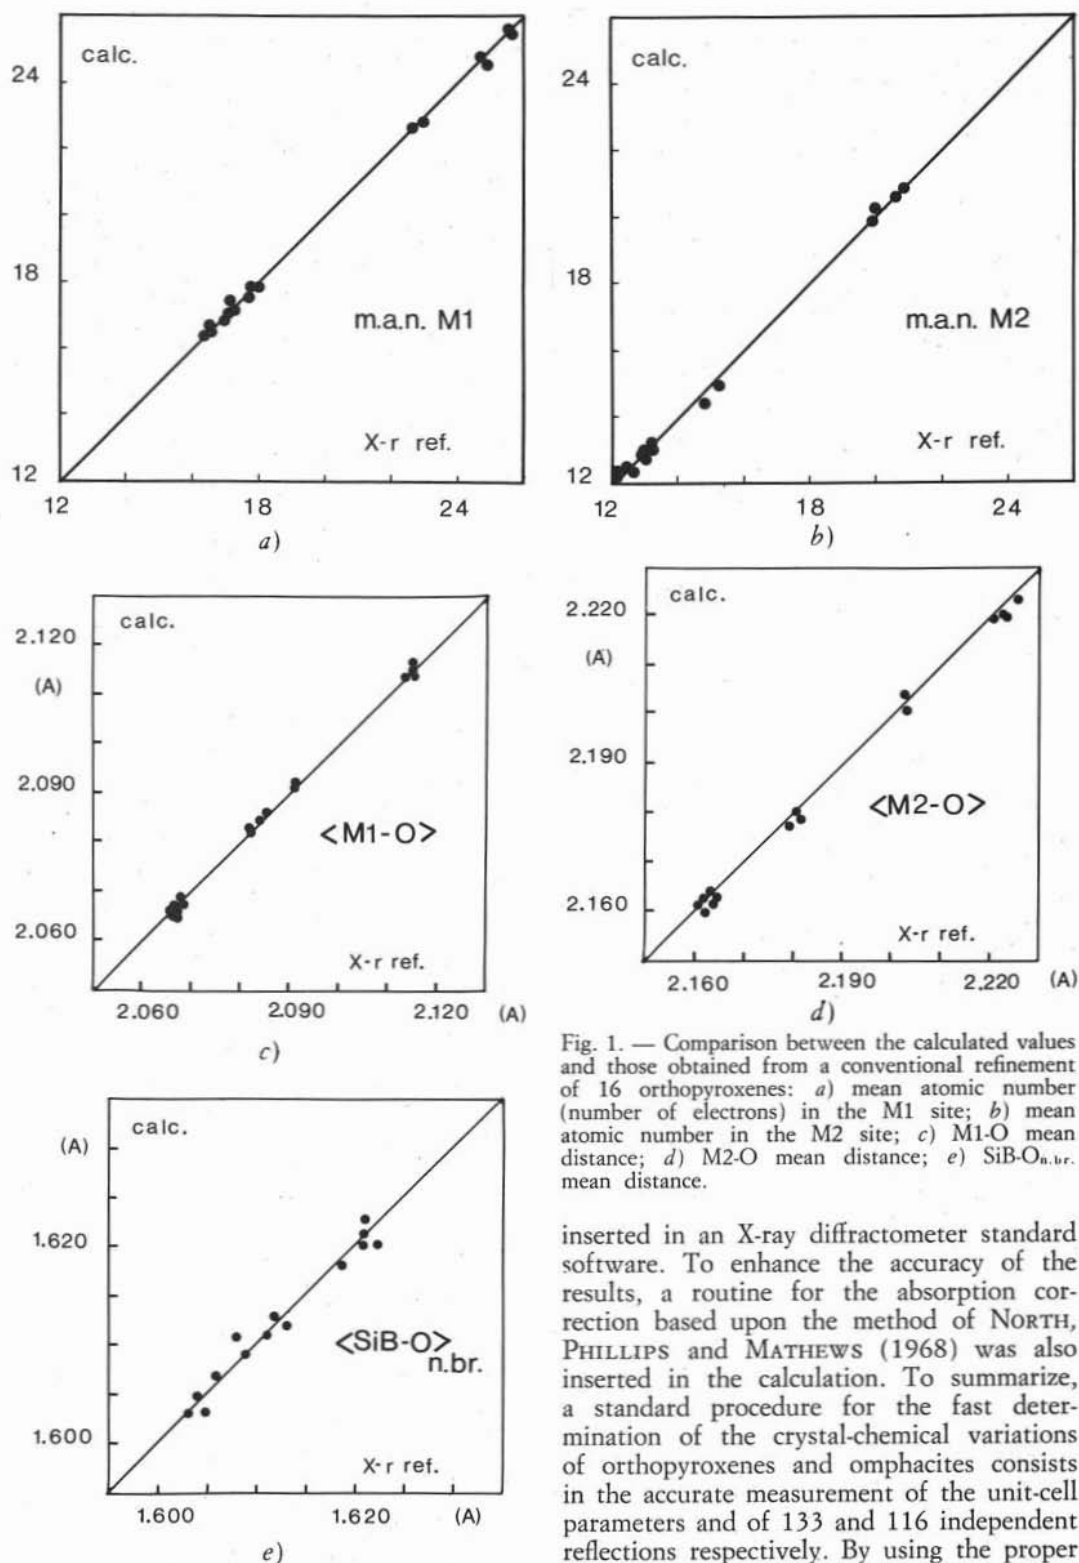 calc.
24
18
12
m.a.n. M1
X-r ref.
12 18 24
a)
calc.
24
18
12
m.a.n. M2
X-r ref.
12 18 24
b)
calc.
2.120
(A)
2.090
2.060
<M1-O>
X-r ref.
2.060 2.090 2.120 (A)
c)
calc.
2.220
(A)
2.190
2.160
<M2-O>
X-r ref.
2.160 2.190 2.220 (A)
d)
Fig. 1. — Comparison between the calculated values
and those obtained from a conventional refinement
of 16 orthopyroxenes: a) mean atomic number
(number of electrons) in the M1 site; b) mean
atomic number in the M2 site; c) M1-O mean
distance; d) M2-O mean distance; e) SiB-On.br.
mean distance.
calc.
(A)
1.620
1.600
<SiB-O>
n.br.
X-r ref.
1.600 1.620 (A)
e)
inserted in an X-ray diffractometer standard
software. To enhance the accuracy of the
results, a routine for the absorption cor-
rection based upon the method of NORTH,
PHILLIPS and MATHEWS (1968) was also
inserted in the calculation. To summarize,
a standard procedure for the fast deter-
mination of the crystal-chemical variations
of orthopyroxenes and omphacites consists
in the accurate measurement of the unit-cell
parameters and of 133 and 116 independent
reflections respectively. By using the proper